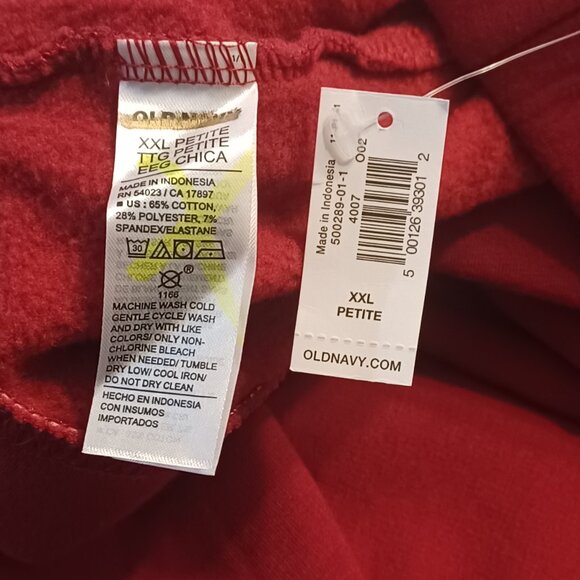 OLD NAVY
XXL PETITE
TTG PETITE
EEG CHICA
MADE IN INDONESIA
RN 54023 / CA 17897
US : 65% COTTON,
28% POLYESTER, 7%
SPANDEX/ELASTANE
30
®
1166
MACHINE WASH COLD
GENTLE CYCLE/ WASH
AND DRY WITH LIKE
COLORS/ ONLY NON-
CHLORINE BLEACH
WHEN NEEDED/ TUMBLE
DRY LOW/ COOL IRON/
DO NOT DRY CLEAN
HECHO EN INDONESIA
CON INSUMOS
IMPORTADOS
Made in Indonesia
500289-01-1
4007
O02
5 00126 39301 2
XXL
PETITE
OLDNAVY.COM